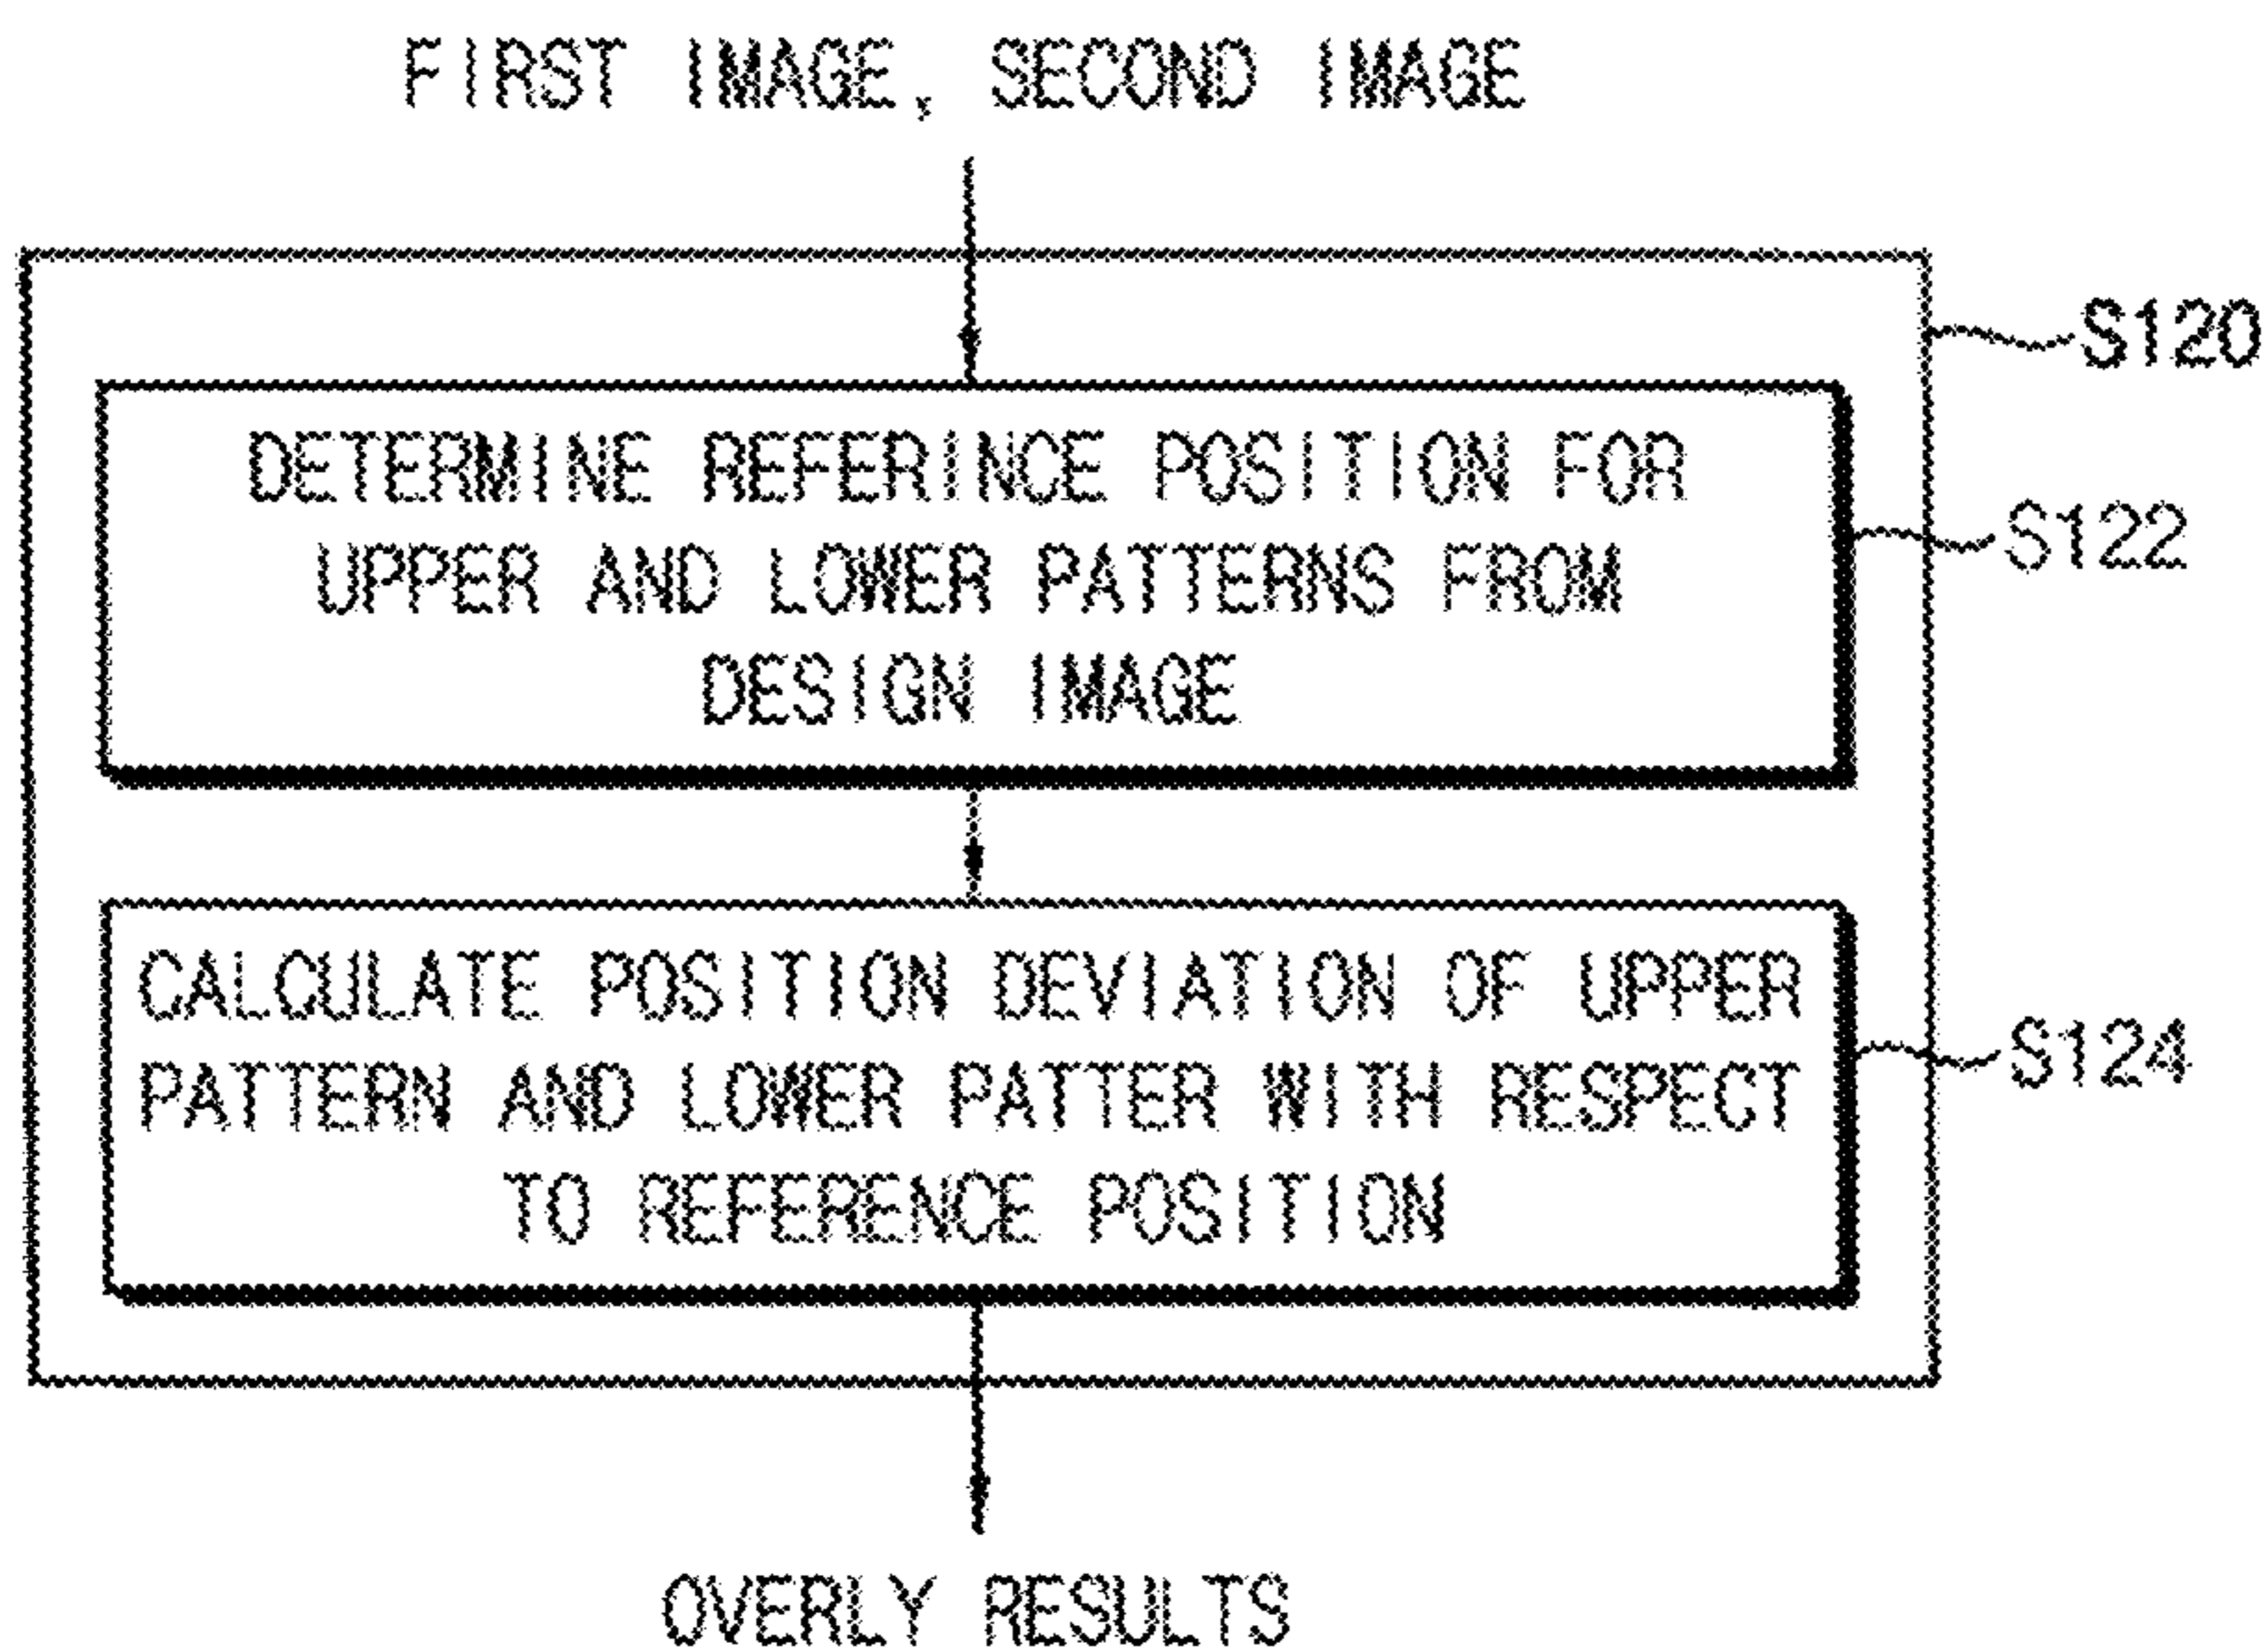 FIRST IMAGE, SECOND IMAGE
S120
DETERMINE REFERINCE POSITION FOR
UPPER AND LOWER PATTERNS FROM
DESIGN IMAGE
S122
CALCULATE POSITION DEVIATION OF UPPER
PATTERN AND LOWER PATTER WITH RESPECT
TO REFERENCE POSITION
S124
OVERLY RESULTS